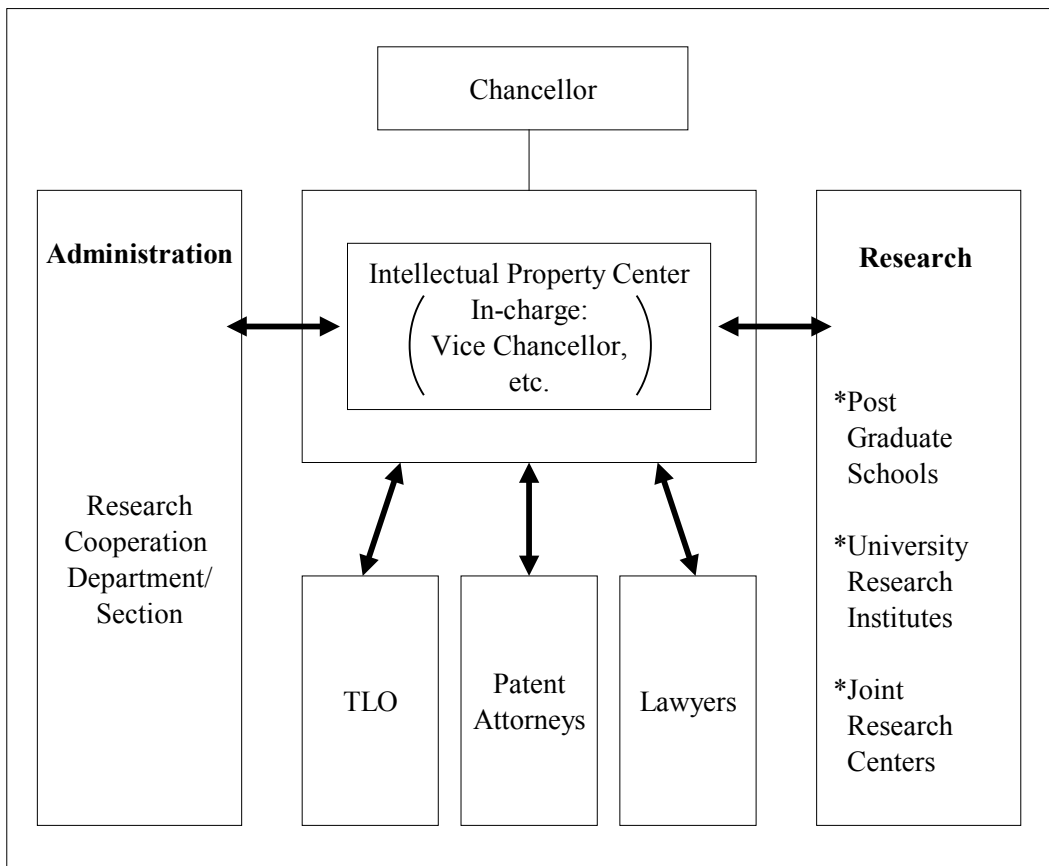 Chancellor
Administration
Research
Cooperation
Department/
Section
Intellectual Property Center
In-charge:
Vice Chancellor,
etc.
TLO
Patent
Attorneys
Lawyers
Research
*Post
Graduate
Schools
*University
Research
Institutes
*Joint
Research
Centers